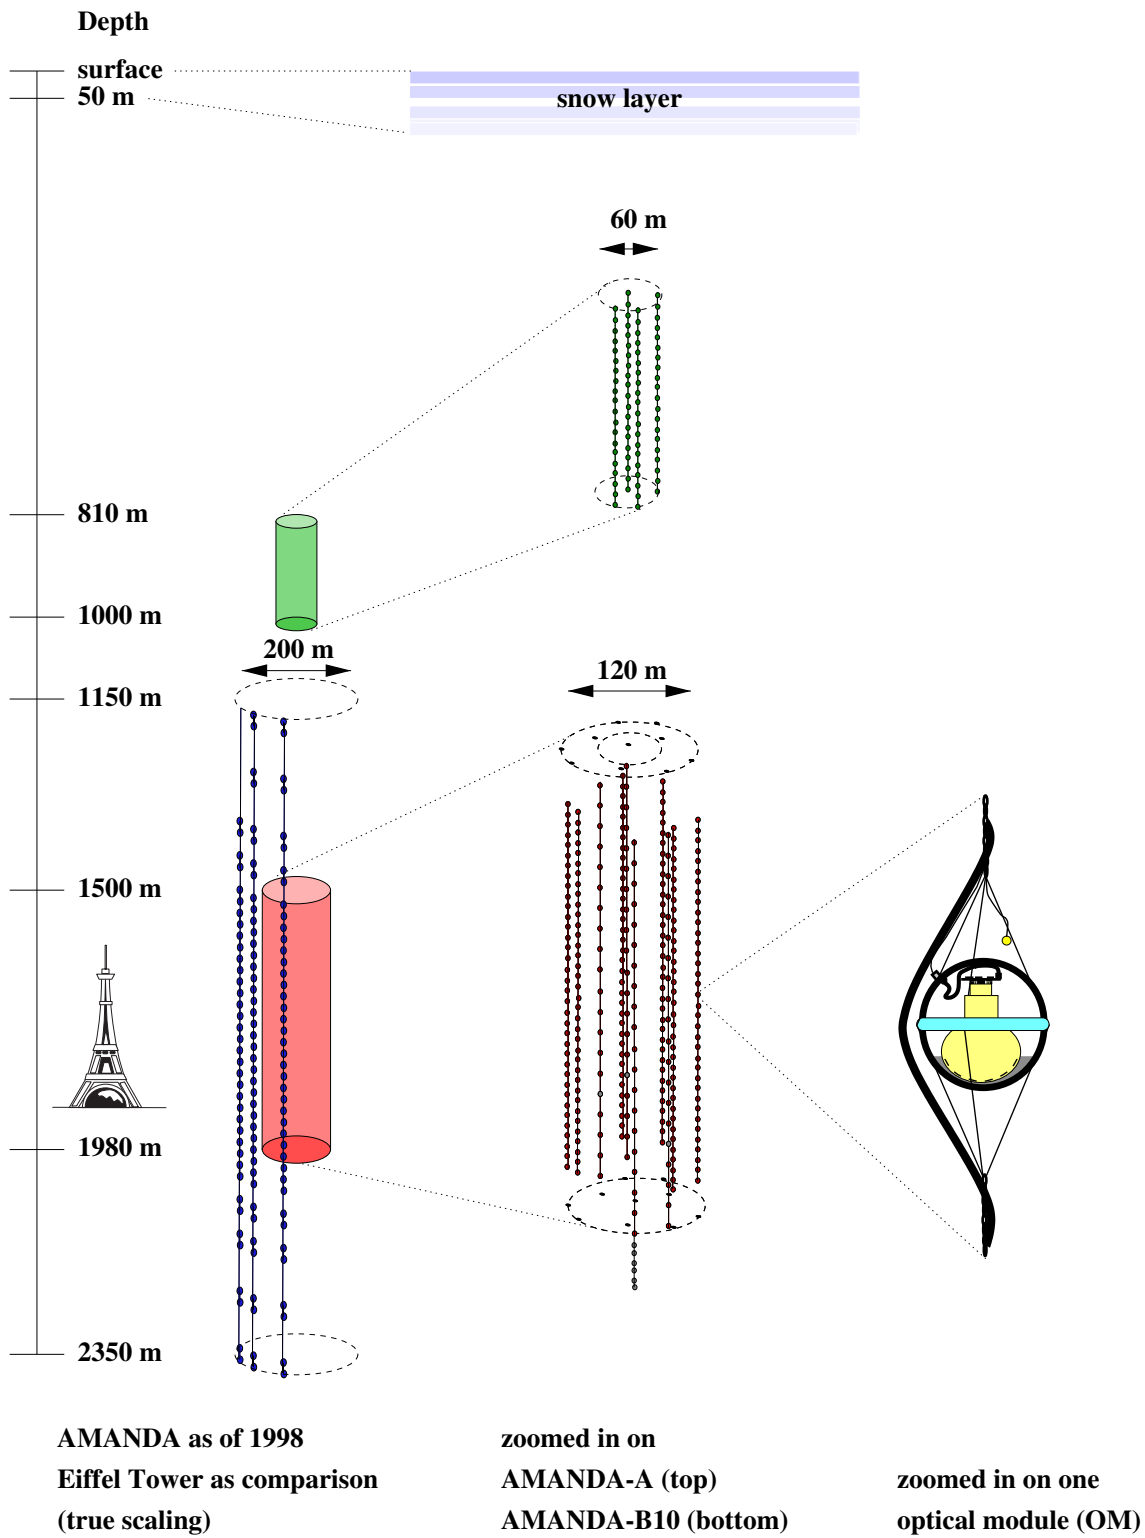 Depth
surface
50 m
snow layer
60 m
810 m
1000 m
200 m
120 m
1150 m
1500 m
1980 m
2350 m
AMANDA as of 1998
Eiffel Tower as comparison
(true scaling)
zoomed in on
AMANDA-A (top)
AMANDA-B10 (bottom)
zoomed in on one
optical module (OM)